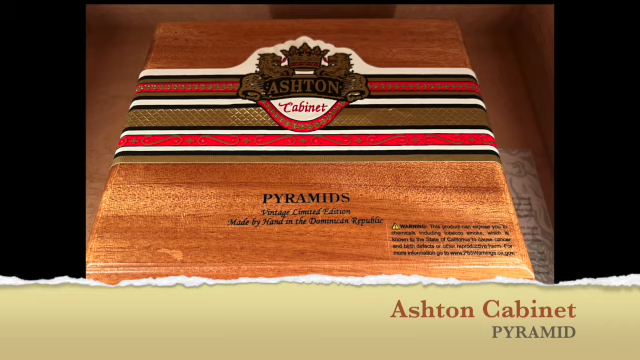 ASHTON
Cabinet
PYRAMIDS
Vintage Limited Edition
Made by Hand in the Dominican Republic
WARNING: This product can expose you to
chemicals including tobacco smoke, which is
known to the State of California to cause cancer
and birth defects or other reproductive harm. For
more information go to www.P65Warnings.ca.gov.
Ashton Cabinet
PYRAMID